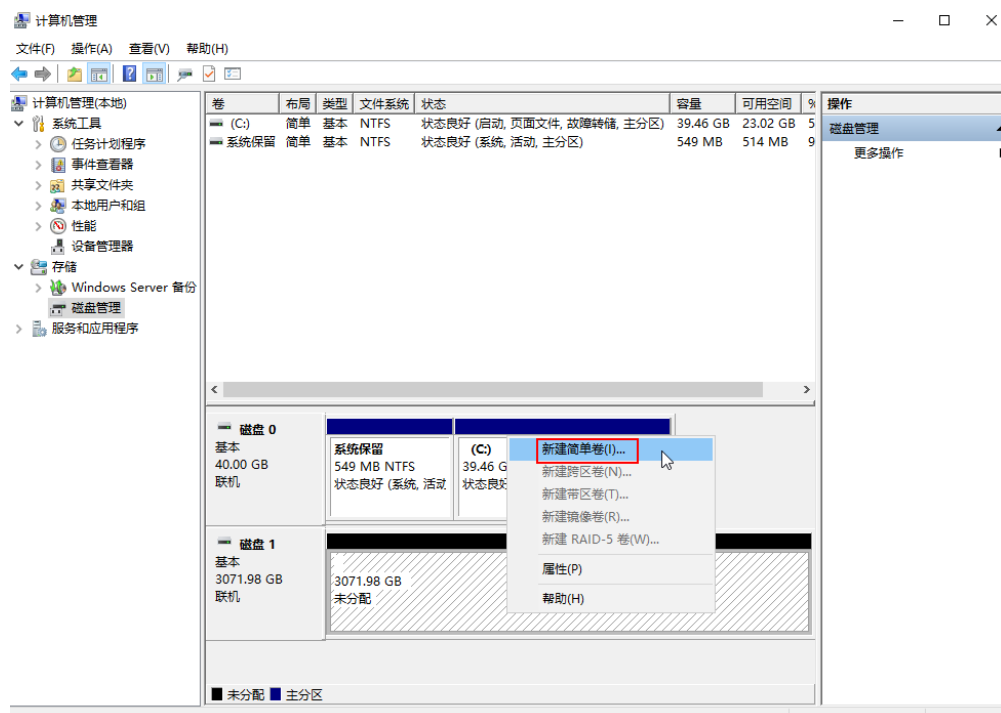 计算机管理
文件(F) 操作(A) 查看(V) 帮助(H)
计算机管理(本地)
系统工具
任务计划程序
事件查看器
共享文件夹
本地用户和组
性能
设备管理器
存储
Windows Server 备份
磁盘管理
服务和应用程序
卷 布局 类型 文件系统 状态 容量 可用空间 %
(C:) 简单 基本 NTFS 状态良好 (启动, 页面文件, 故障转储, 主分区) 39.46 GB 23.02 GB 5
系统保留 简单 基本 NTFS 状态良好 (系统, 活动, 主分区) 549 MB 514 MB 9
操作
磁盘管理
更多操作
磁盘 0
基本
40.00 GB
联机
系统保留
549 MB NTFS
状态良好 (系统, 活动
(C:)
39.46 G
状态良好
新建简单卷(I)...
新建跨区卷(N)...
新建带区卷(T)...
新建镜像卷(R)...
新建 RAID-5 卷(W)...
属性(P)
帮助(H)
磁盘 1
基本
3071.98 GB
联机
3071.98 GB
未分配
未分配 主分区